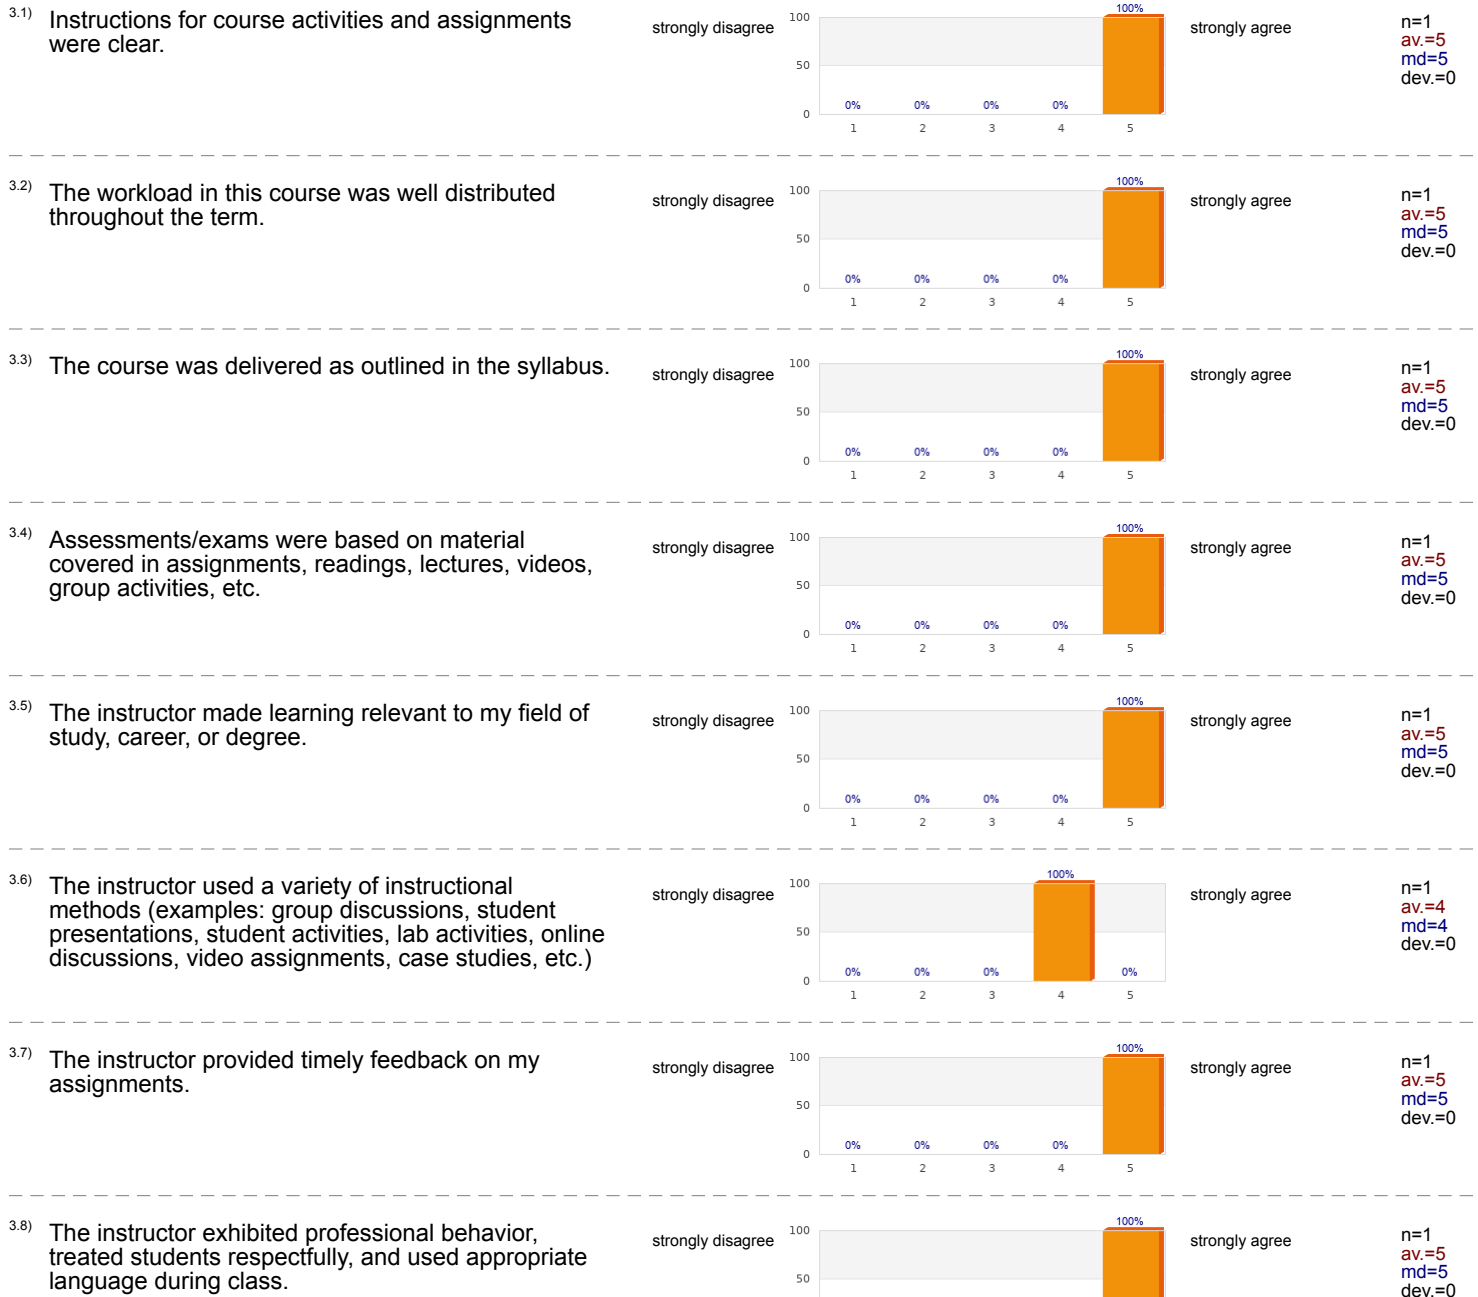 3.1) Instructions for course activities and assignments
were clear.
strongly disagree
100
50
0
0% 0% 0% 0% 100%
1 2 3 4 5
strongly agree
n=1
av.=5
md=5
dev.=0
3.2) The workload in this course was well distributed
throughout the term.
strongly disagree
100
50
0
0% 0% 0% 0% 100%
1 2 3 4 5
strongly agree
n=1
av.=5
md=5
dev.=0
3.3) The course was delivered as outlined in the syllabus.
strongly disagree
100
50
0
0% 0% 0% 0% 100%
1 2 3 4 5
strongly agree
n=1
av.=5
md=5
dev.=0
3.4) Assessments/exams were based on material
covered in assignments, readings, lectures, videos,
group activities, etc.
strongly disagree
100
50
0
0% 0% 0% 0% 100%
1 2 3 4 5
strongly agree
n=1
av.=5
md=5
dev.=0
3.5) The instructor made learning relevant to my field of
study, career, or degree.
strongly disagree
100
50
0
0% 0% 0% 0% 100%
1 2 3 4 5
strongly agree
n=1
av.=5
md=5
dev.=0
3.6) The instructor used a variety of instructional
methods (examples: group discussions, student
presentations, student activities, lab activities, online
discussions, video assignments, case studies, etc.)
strongly disagree
100
50
0
0% 0% 0% 100% 0%
1 2 3 4 5
strongly agree
n=1
av.=4
md=4
dev.=0
3.7) The instructor provided timely feedback on my
assignments.
strongly disagree
100
50
0
0% 0% 0% 0% 100%
1 2 3 4 5
strongly agree
n=1
av.=5
md=5
dev.=0
3.8) The instructor exhibited professional behavior,
treated students respectfully, and used appropriate
language during class.
strongly disagree
100
50
100%
strongly agree
n=1
av.=5
md=5
dev.=0